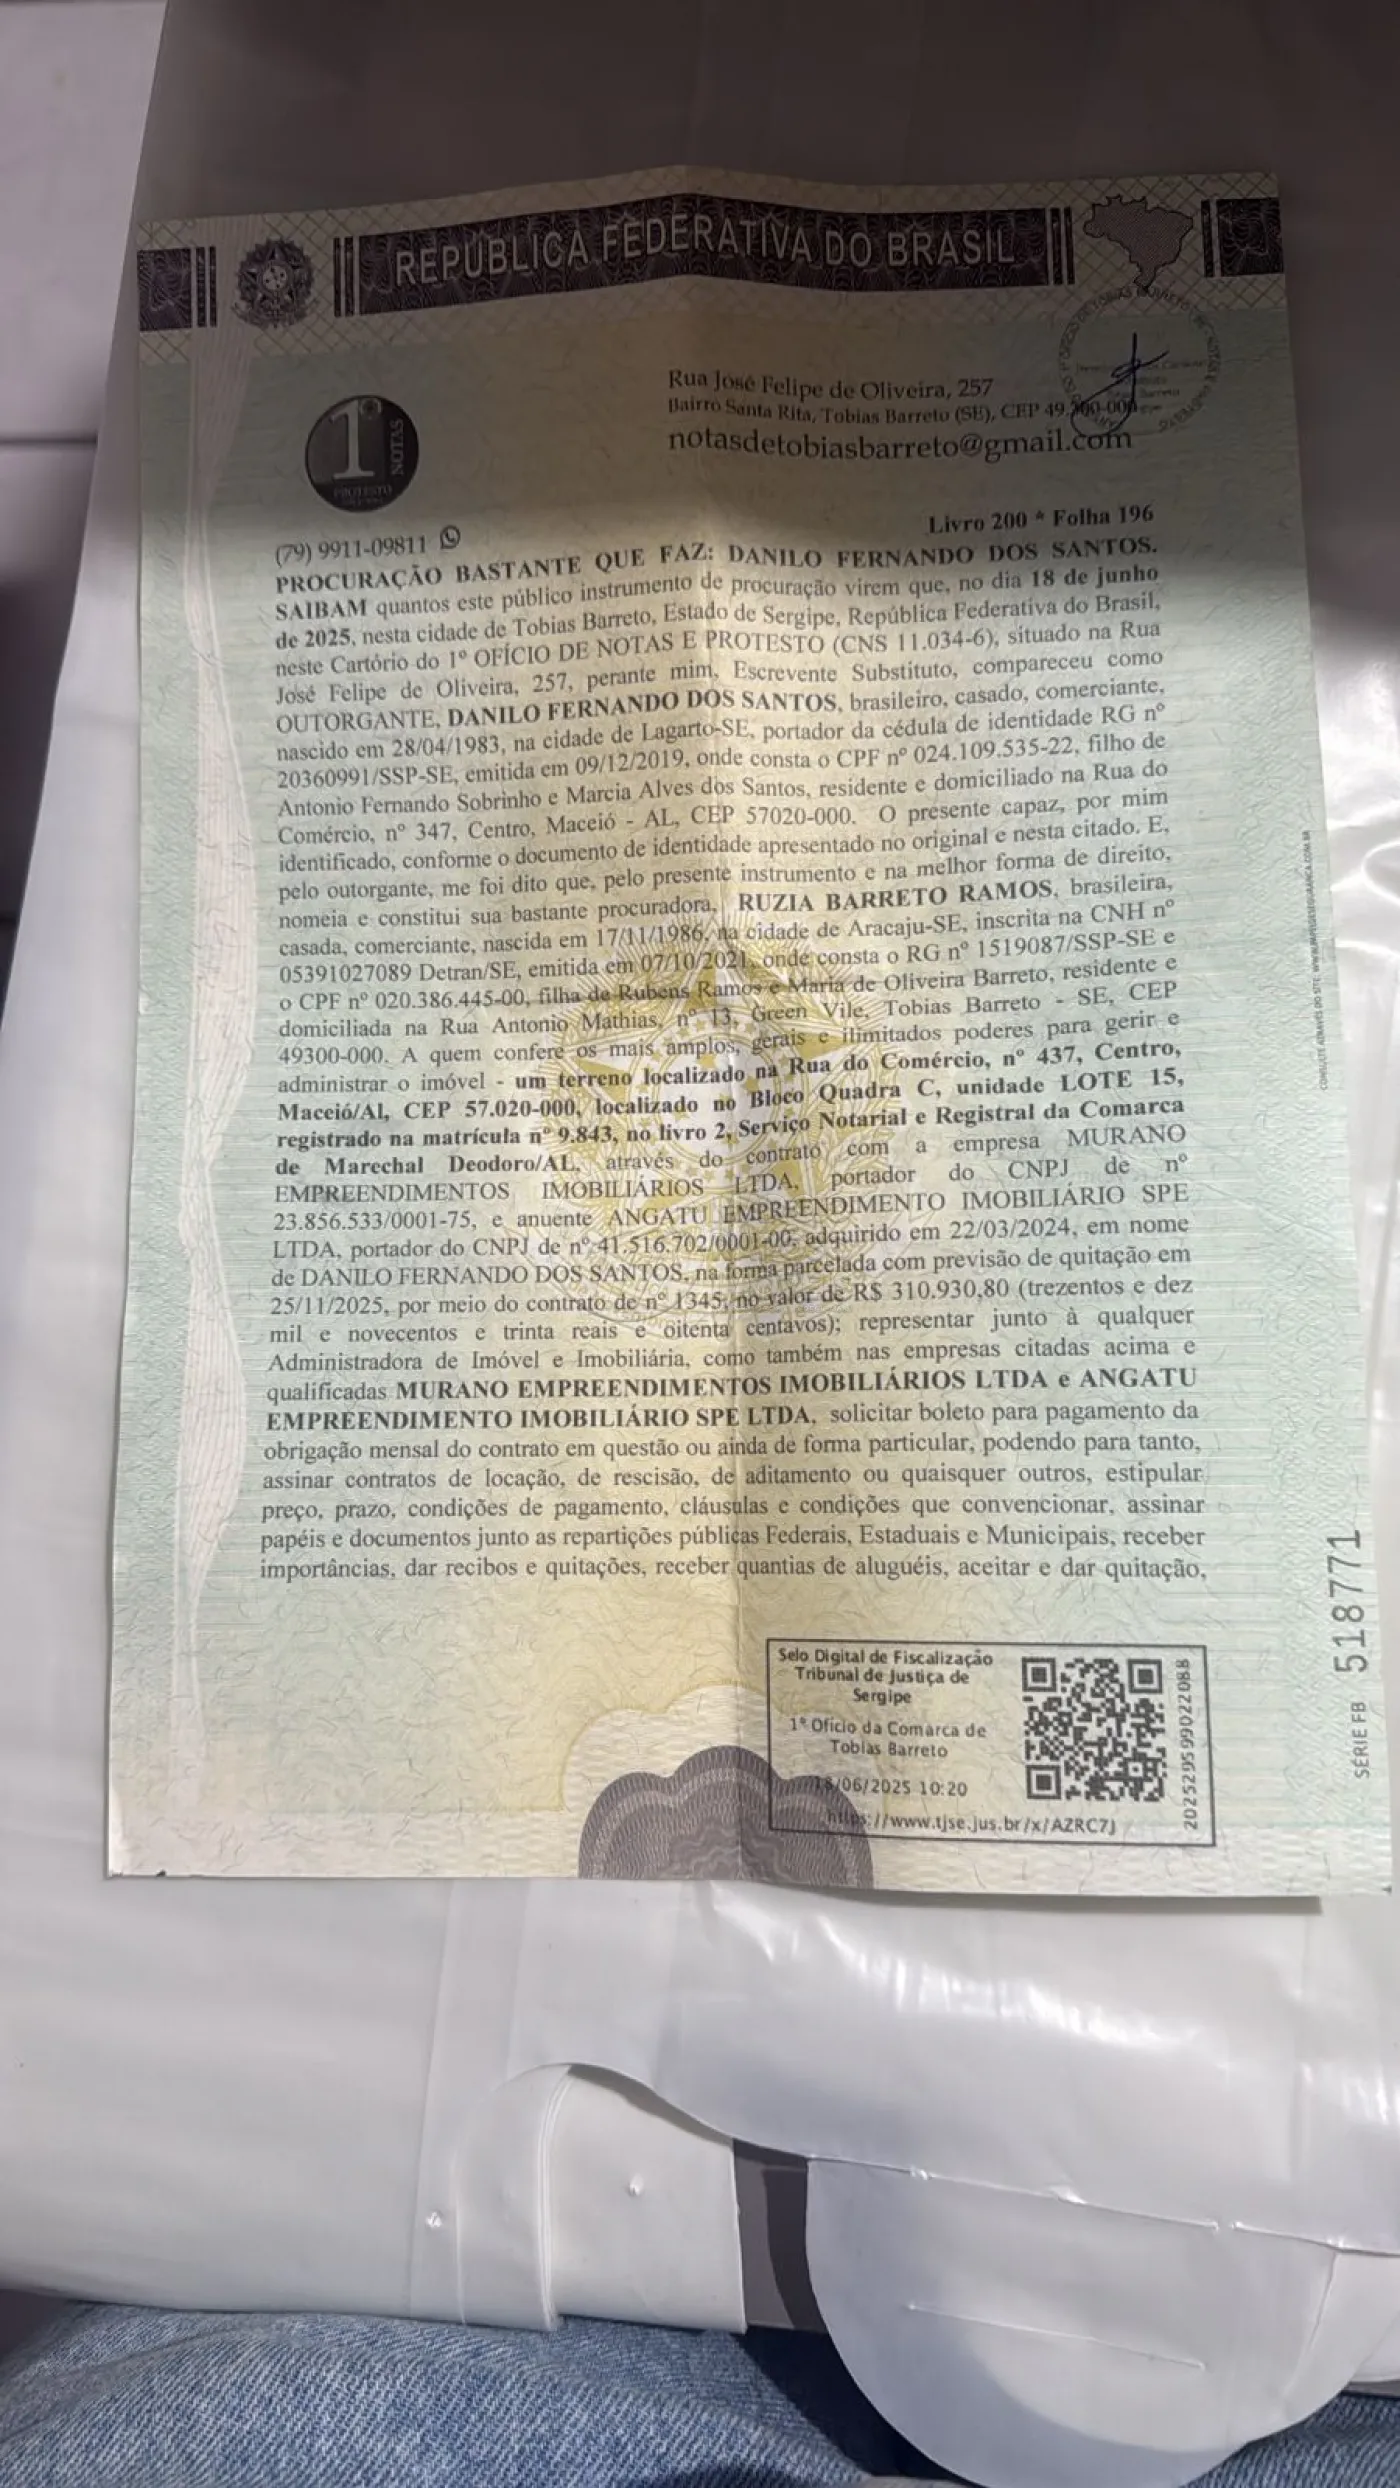 REPÚBLICA FEDERATIVA DO BRASIL
Rua José Felipe de Oliveira, 257
Bairro Santa Rita, Tobias Barreto (SE), CEP 49.300-000
notasdetobiasbarreto@gmail.com
1º
NOTAS
PROTESTO
Livro 200 * Folha 196
(79) 9911-09811
PROCURAÇÃO BASTANTE QUE FAZ: DANILO FERNANDO DOS SANTOS.
SAIBAM quantos este público instrumento de procuração virem que, no dia 18 de junho
de 2025, nesta cidade de Tobias Barreto, Estado de Sergipe, República Federativa do Brasil,
neste Cartório do 1º OFÍCIO DE NOTAS E PROTESTO (CNS 11.034-6), situado na Rua
José Felipe de Oliveira, 257, perante mim, Escrevente Substituto, compareceu como
OUTORGANTE, DANILO FERNANDO DOS SANTOS, brasileiro, casado, comerciante,
nascido em 28/04/1983, na cidade de Lagarto-SE, portador da cédula de identidade RG nº
20360991/SSP-SE, emitida em 09/12/2019, onde consta o CPF nº 024.109.535-22, filho de
Antonio Fernando Sobrinho e Marcia Alves dos Santos, residente e domiciliado na Rua do
Comércio, nº 347, Centro, Maceió - AL, CEP 57020-000. O presente capaz, por mim
identificado, conforme o documento de identidade apresentado no original e nesta citado. E,
pelo outorgante, me foi dito que, pelo presente instrumento e na melhor forma de direito,
nomeia e constitui sua bastante procuradora, RUZIA BARRETO RAMOS, brasileira,
casada, comerciante, nascida em 17/11/1986, na cidade de Aracaju-SE, inscrita na CNH nº
05391027089 Detran/SE, emitida em 07/10/2021, onde consta o RG nº 1519087/SSP-SE e
o CPF nº 020.386.445-00, filha de Rubens Ramos e Maria de Oliveira Barreto, residente e
domiciliada na Rua Antonio Mathias, nº 13, Green Vile, Tobias Barreto - SE, CEP
49300-000. A quem confere os mais amplos, gerais e ilimitados poderes para gerir e
administrar o imóvel - um terreno localizado na Rua do Comércio, nº 437, Centro,
Maceió/Al, CEP 57.020-000, localizado no Bloco Quadra C, unidade LOTE 15,
registrado na matrícula nº 9.843, no livro 2, Serviço Notarial e Registral da Comarca
de Marechal Deodoro/AL, através do contrato com a empresa MURANO
EMPREENDIMENTOS IMOBILIÁRIOS LTDA, portador do CNPJ de nº
23.856.533/0001-75, e anuente ANGATU EMPREENDIMENTO IMOBILIÁRIO SPE
LTDA, portador do CNPJ de nº 41.516.702/0001-00, adquirido em 22/03/2024, em nome
de DANILO FERNANDO DOS SANTOS, na forma parcelada com previsão de quitação em
25/11/2025, por meio do contrato de nº 1345, no valor de R$ 310.930,80 (trezentos e dez
mil e novecentos e trinta reais e oitenta centavos); representar junto à qualquer
Administradora de Imóvel e Imobiliária, como também nas empresas citadas acima e
qualificadas MURANO EMPREENDIMENTOS IMOBILIÁRIOS LTDA e ANGATU
EMPREENDIMENTO IMOBILIÁRIO SPE LTDA, solicitar boleto para pagamento da
obrigação mensal do contrato em questão ou ainda de forma particular, podendo para tanto,
assinar contratos de locação, de rescisão, de aditamento ou quaisquer outros, estipular
preço, prazo, condições de pagamento, cláusulas e condições que convencionar, assinar
papéis e documentos junto as repartições públicas Federais, Estaduais e Municipais, receber
importâncias, dar recibos e quitações, receber quantias de aluguéis, aceitar e dar quitação,
Selo Digital de Fiscalização
Tribunal de Justiça de
Sergipe
1º Ofício da Comarca de
Tobias Barreto
18/06/2025 10:20
https://www.tjse.jus.br/x/AZRC7J
202529599022088
SÉRIE FB 518771